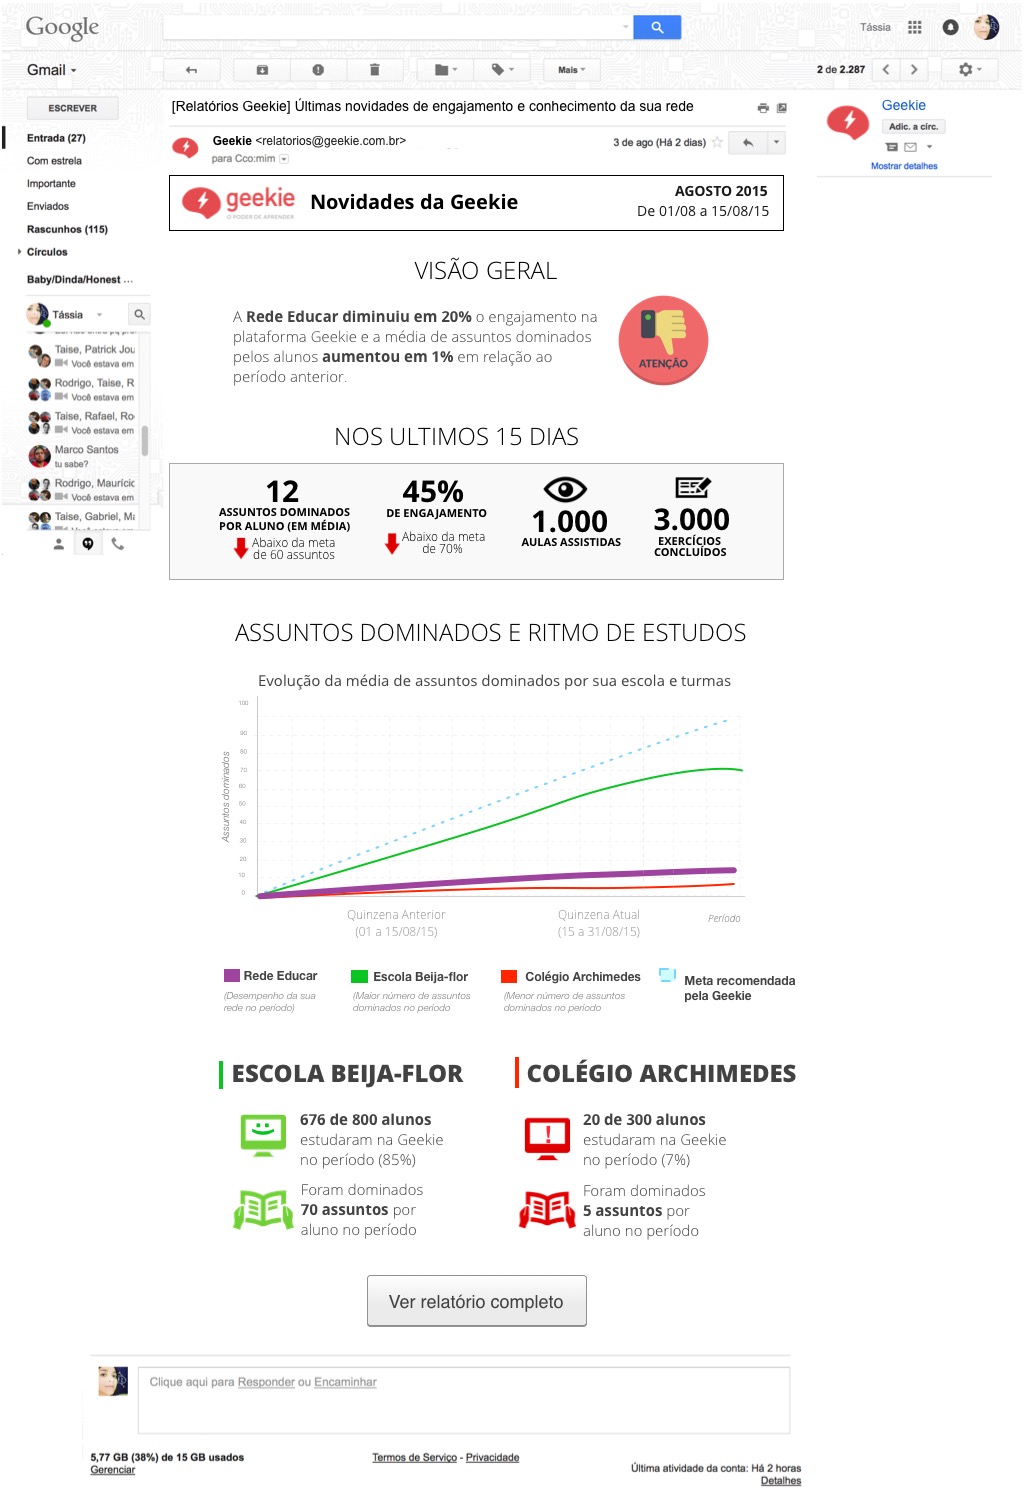 Google
Tássia
Gmail
Mais
2 de 2.287
ESCREVER
Entrada (27)
Com estrela
Importante
Enviados
Rascunhos (115)
Círculos
Baby/Dinda/Honest ...
Tássia
Taise, Patrick Jou
Você estava em
Rodrigo, Taise, R
Você estava em
Taise, Rafael, Ro
Você estava em
Marco Santos
tu sabe?
Rodrigo, Mauríci
Você estava em
Taise, Gabriel, Ma
[Relatórios Geekie] Últimas novidades de engajamento e conhecimento da sua rede
Geekie <relatorios@geekie.com.br>
3 de ago (Há 2 dias)
para Cco:mim
Geekie
Adic. a círc.
Mostrar detalhes
geekie
O PODER DE APRENDER
Novidades da Geekie
AGOSTO 2015
De 01/08 a 15/08/15
VISÃO GERAL
A Rede Educar diminuiu em 20% o engajamento na
plataforma Geekie e a média de assuntos dominados
pelos alunos aumentou em 1% em relação ao
período anterior.
ATENÇÃO
NOS ULTIMOS 15 DIAS
12
ASSUNTOS DOMINADOS
POR ALUNO (EM MÉDIA)
Abaixo da meta
de 60 assuntos
45%
DE ENGAJAMENTO
Abaixo da meta
de 70%
1.000
AULAS ASSISTIDAS
3.000
EXERCÍCIOS
CONCLUÍDOS
ASSUNTOS DOMINADOS E RITMO DE ESTUDOS
Evolução da média de assuntos dominados por sua escola e turmas
Assuntos dominados
100
90
80
70
60
50
40
30
20
10
0
Quinzena Anterior
(01 a 15/08/15)
Quinzena Atual
(15 a 31/08/15)
Período
Rede Educar
(Desempenho da sua
rede no período)
Escola Beija-flor
(Maior número de assuntos
dominados no período
Colégio Archimedes
(Menor número de assuntos
dominados no período
Meta recomendada
pela Geekie
ESCOLA BEIJA-FLOR
676 de 800 alunos
estudaram na Geekie
no período (85%)
Foram dominados
70 assuntos por
aluno no período
COLÉGIO ARCHIMEDES
20 de 300 alunos
estudaram na Geekie
no período (7%)
Foram dominados
5 assuntos por
aluno no período
Ver relatório completo
Clique aqui para Responder ou Encaminhar
5,77 GB (38%) de 15 GB usados
Gerenciar
Termos de Serviço - Privacidade
Última atividade da conta: Há 2 horas
Detalhes